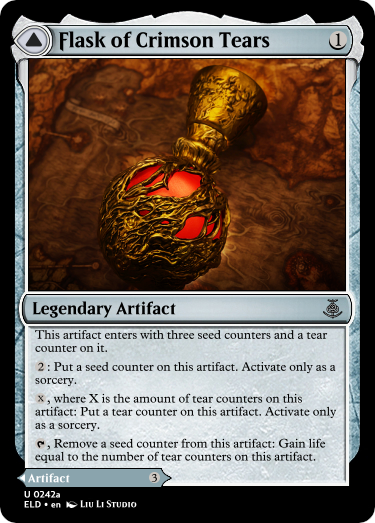 Flask of Crimson Tears 1
Legendary Artifact
This artifact enters with three seed counters and a tear
counter on it.
2: Put a seed counter on this artifact. Activate only as a
sorcery.
x, where X is the amount of tear counters on this
artifact: Put a tear counter on this artifact. Activate only
as a sorcery.
, Remove a seed counter from this artifact: Gain life
equal to the number of tear counters on this artifact.
Artifact 3
U 0242a
ELD • en LIU LI STUDIO